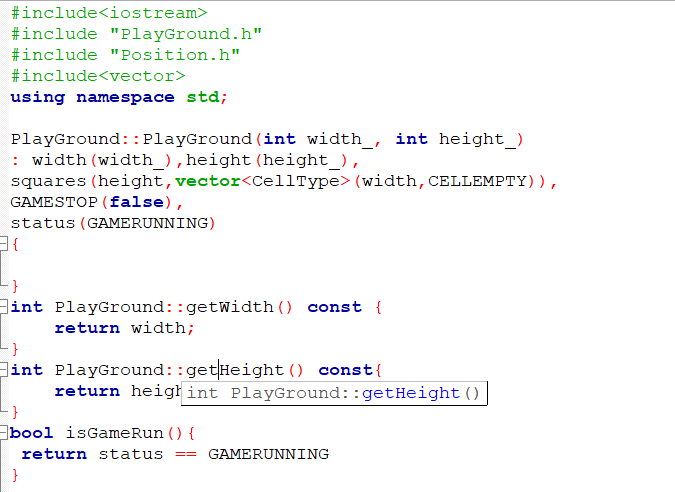 #include<iostream>
#include "PlayGround.h"
#include "Position.h"
#include<vector>
using namespace std;
PlayGround::PlayGround(int width_, int height_)
: width(width_),height(height_),
squares(height,vector<CellType>(width,CELLEMPTY)),
GAMESTOP(false),
status(GAMERUNNING)
{
}
int PlayGround::getWidth() const {
return width;
}
int PlayGround::getHeight() const{
return heigh
int PlayGround::getHeight()
}
bool isGameRun(){
return status == GAMERUNNING
}